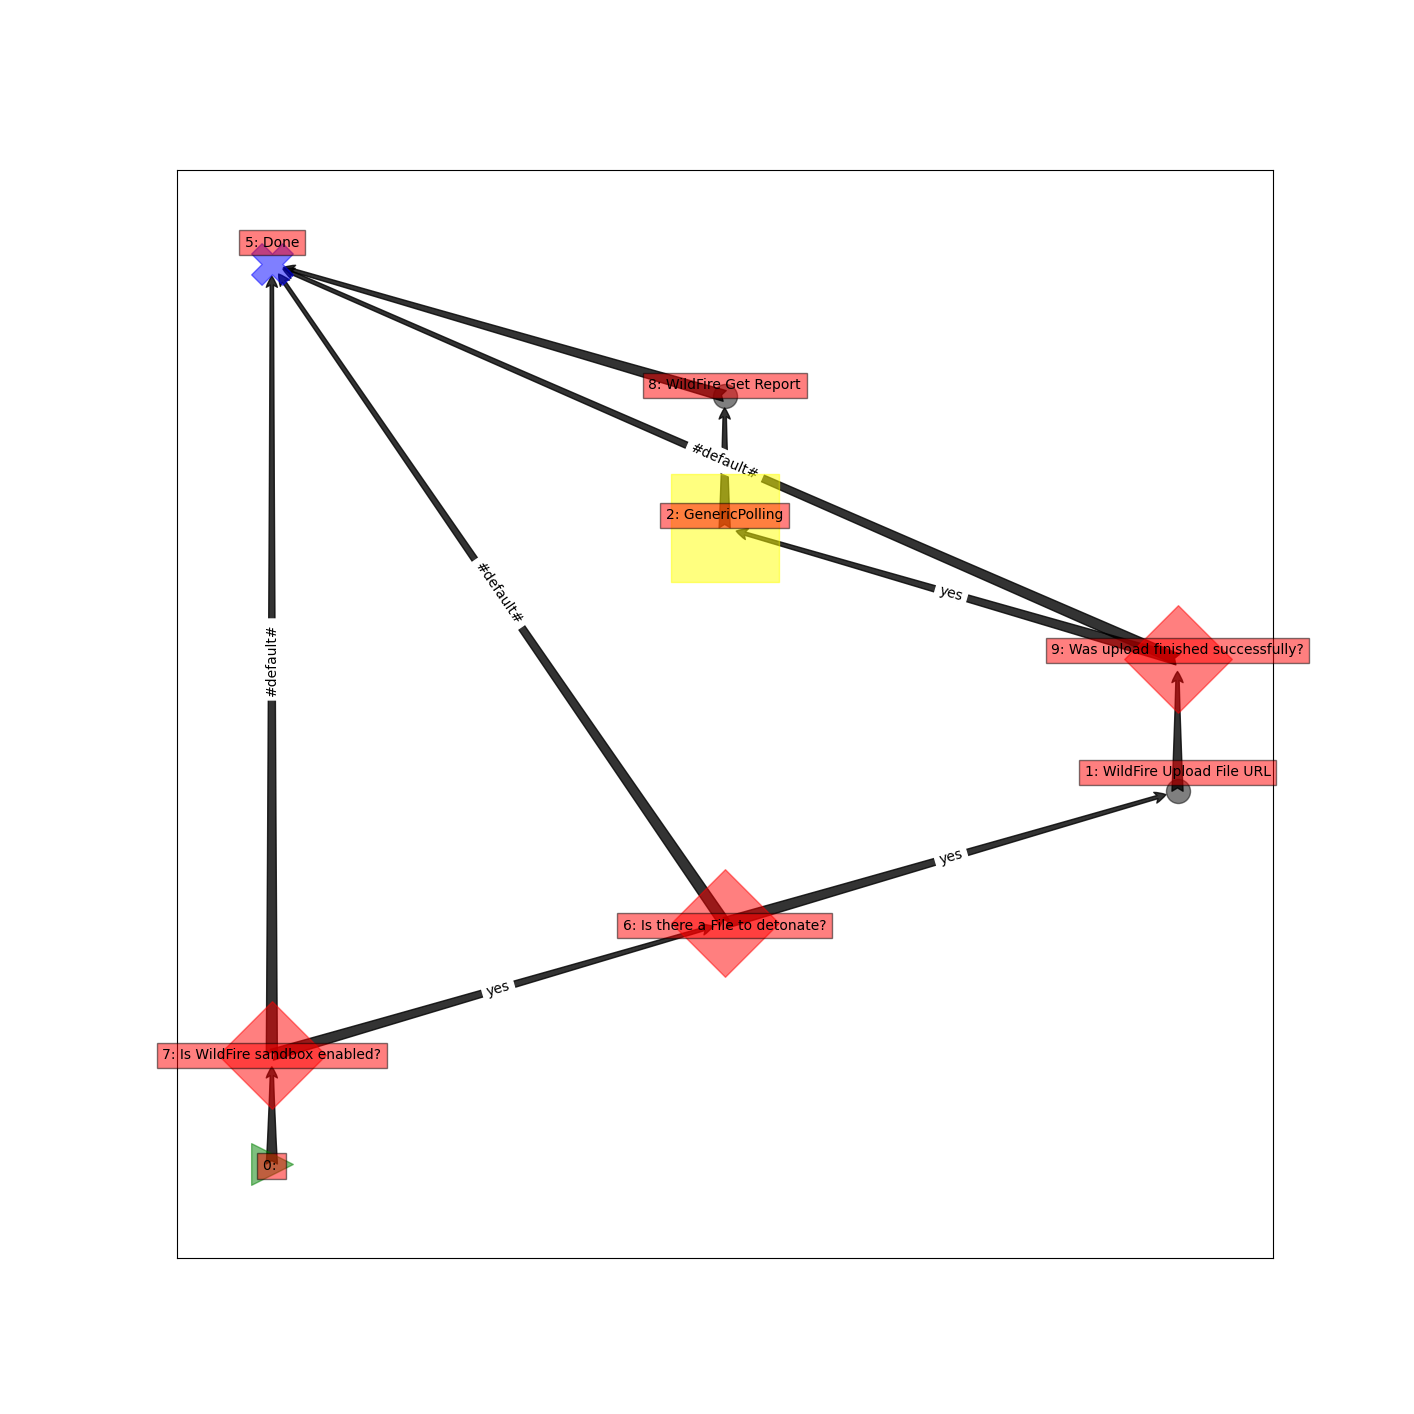 5: Done
8: WildFire Get Report
#default#
2: GenericPolling
#default#
yes
#default#
9: Was upload finished successfully?
1: WildFire Upload File URL
yes
6: Is there a File to detonate?
yes
7: Is WildFire sandbox enabled?
0: